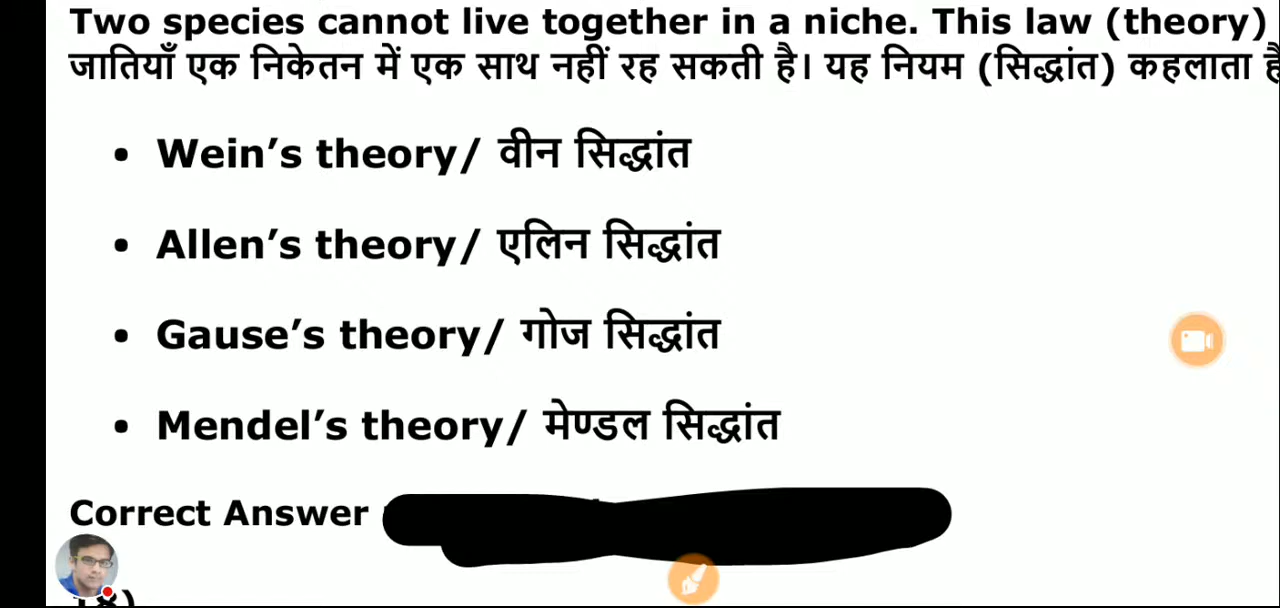 Two species cannot live together in a niche. This law (theory)
जातियाँ एक निकेतन में एक साथ नहीं रह सकती है। यह नियम (सिद्धांत) कहलाता है
• Wein’s theory/ वीन सिद्धांत
• Allen’s theory/ एलिन सिद्धांत
• Gause’s theory/ गोज सिद्धांत
• Mendel’s theory/ मेण्डल सिद्धांत
Correct Answer
18)